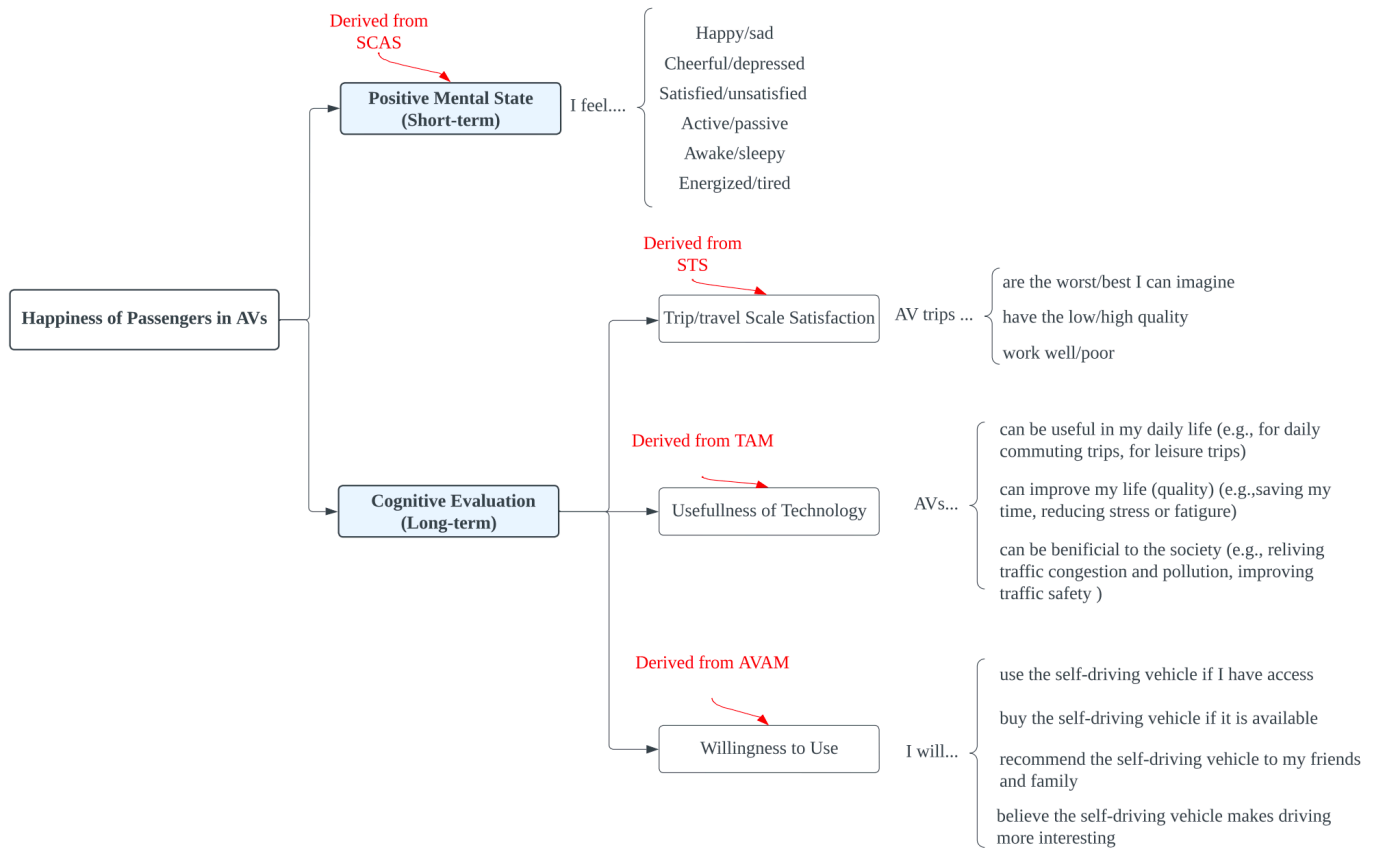 Derived from
SCAS
Positive Mental State
(Short-term)
I feel....
Happy/sad
Cheerful/depressed
Satisfied/unsatisfied
Active/passive
Awake/sleepy
Energized/tired
Happiness of Passengers in AVs
Derived from
STS
Trip/travel Scale Satisfaction
AV trips ...
are the worst/best I can imagine
have the low/high quality
work well/poor
Cognitive Evaluation
(Long-term)
Derived from TAM
Usefullness of Technology
AVs...
can be useful in my daily life (e.g., for daily
commuting trips, for leisure trips)
can improve my life (quality) (e.g.,saving my
time, reducing stress or fatigure)
can be benificial to the society (e.g., reliving
traffic congestion and pollution, improving
traffic safety )
Derived from AVAM
Willingness to Use
I will...
use the self-driving vehicle if I have access
buy the self-driving vehicle if it is available
recommend the self-driving vehicle to my friends
and family
believe the self-driving vehicle makes driving
more interesting